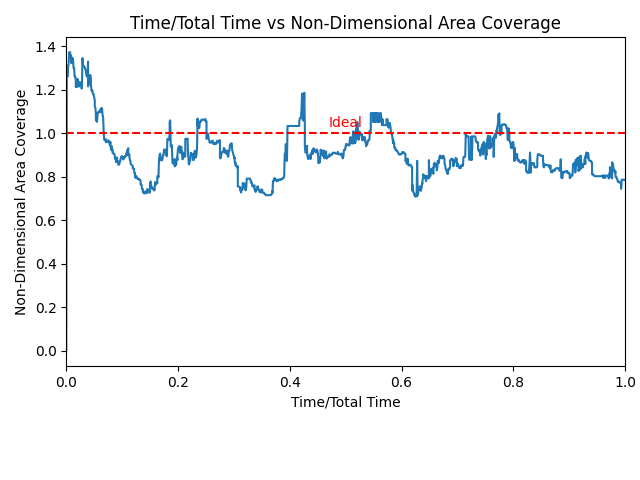 Time/Total Time vs Non-Dimensional Area Coverage
Non-Dimensional Area Coverage
1.4
1.2
1.0
0.8
0.6
0.4
0.2
0.0
Ideal
0.0 0.2 0.4 0.6 0.8 1.0
Time/Total Time